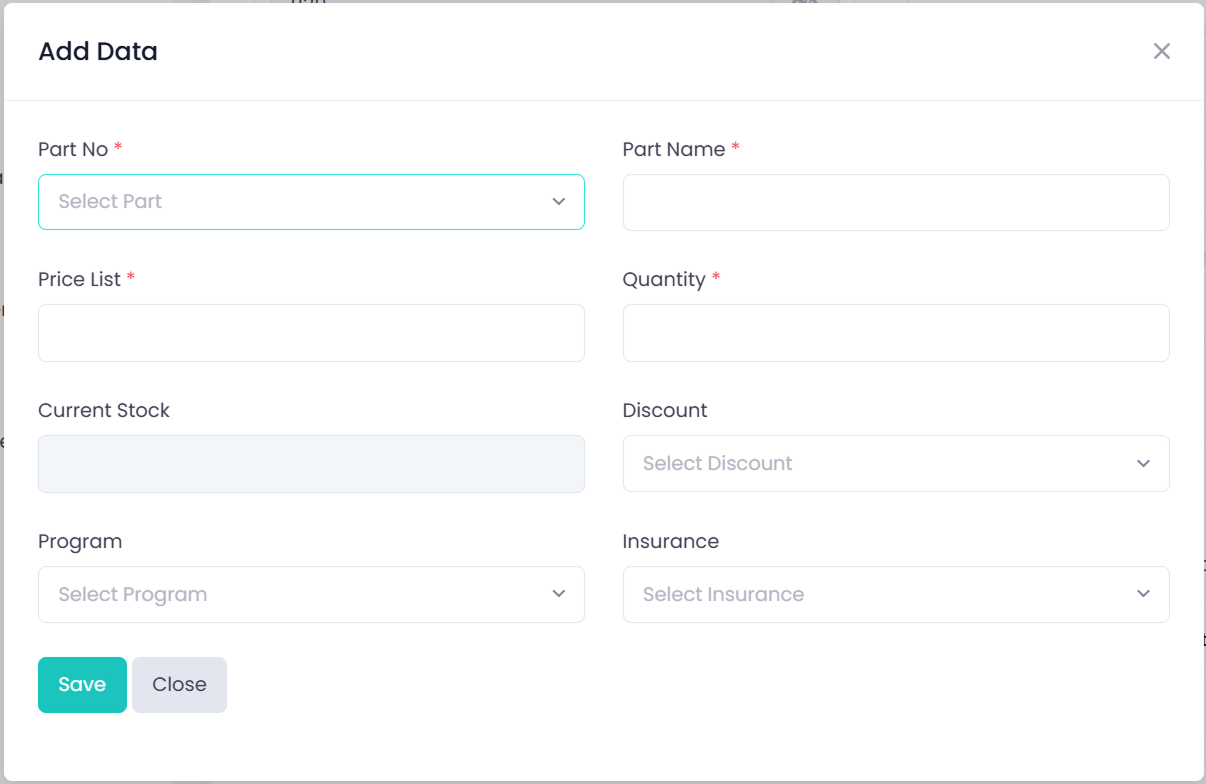 Add Data
Part No *
Part Name *
Select Part
Price List *
Quantity *
Current Stock
Discount
Select Discount
Program
Insurance
Select Program
Select Insurance
Save
Close